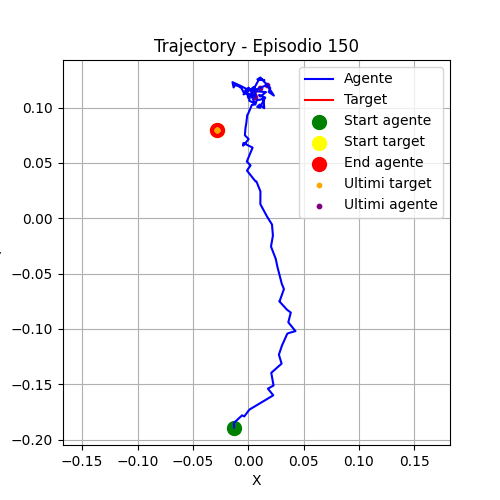 Trajectory - Episodio 150
Agente
Target
Start agente
Start target
End agente
Ultimi target
Ultimi agente
0.10
0.05
0.00
−0.05
−0.10
−0.15
−0.20
−0.15
−0.10
−0.05
0.00
0.05
0.10
0.15
X